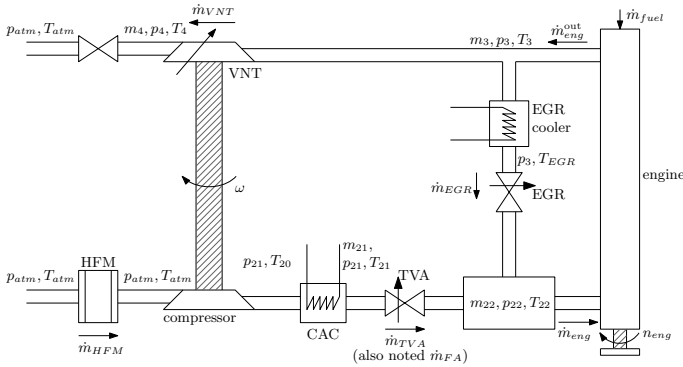 ṁ_VNT
ṁ_fuel
p_atm, T_atm
m_4, p_4, T_4
m_3, p_3, T_3
ṁ_eng^out
VNT
EGR
cooler
p_3, T_EGR
engine
ṁ_EGR
EGR
ω
HFM
p_atm, T_atm
p_atm, T_atm
p_21, T_20
m_21,
p_21, T_21
TVA
m_22, p_22, T_22
compressor
CAC
ṁ_HFM
ṁ_TVA
(also noted ṁ_FA)
ṁ_eng
n_eng